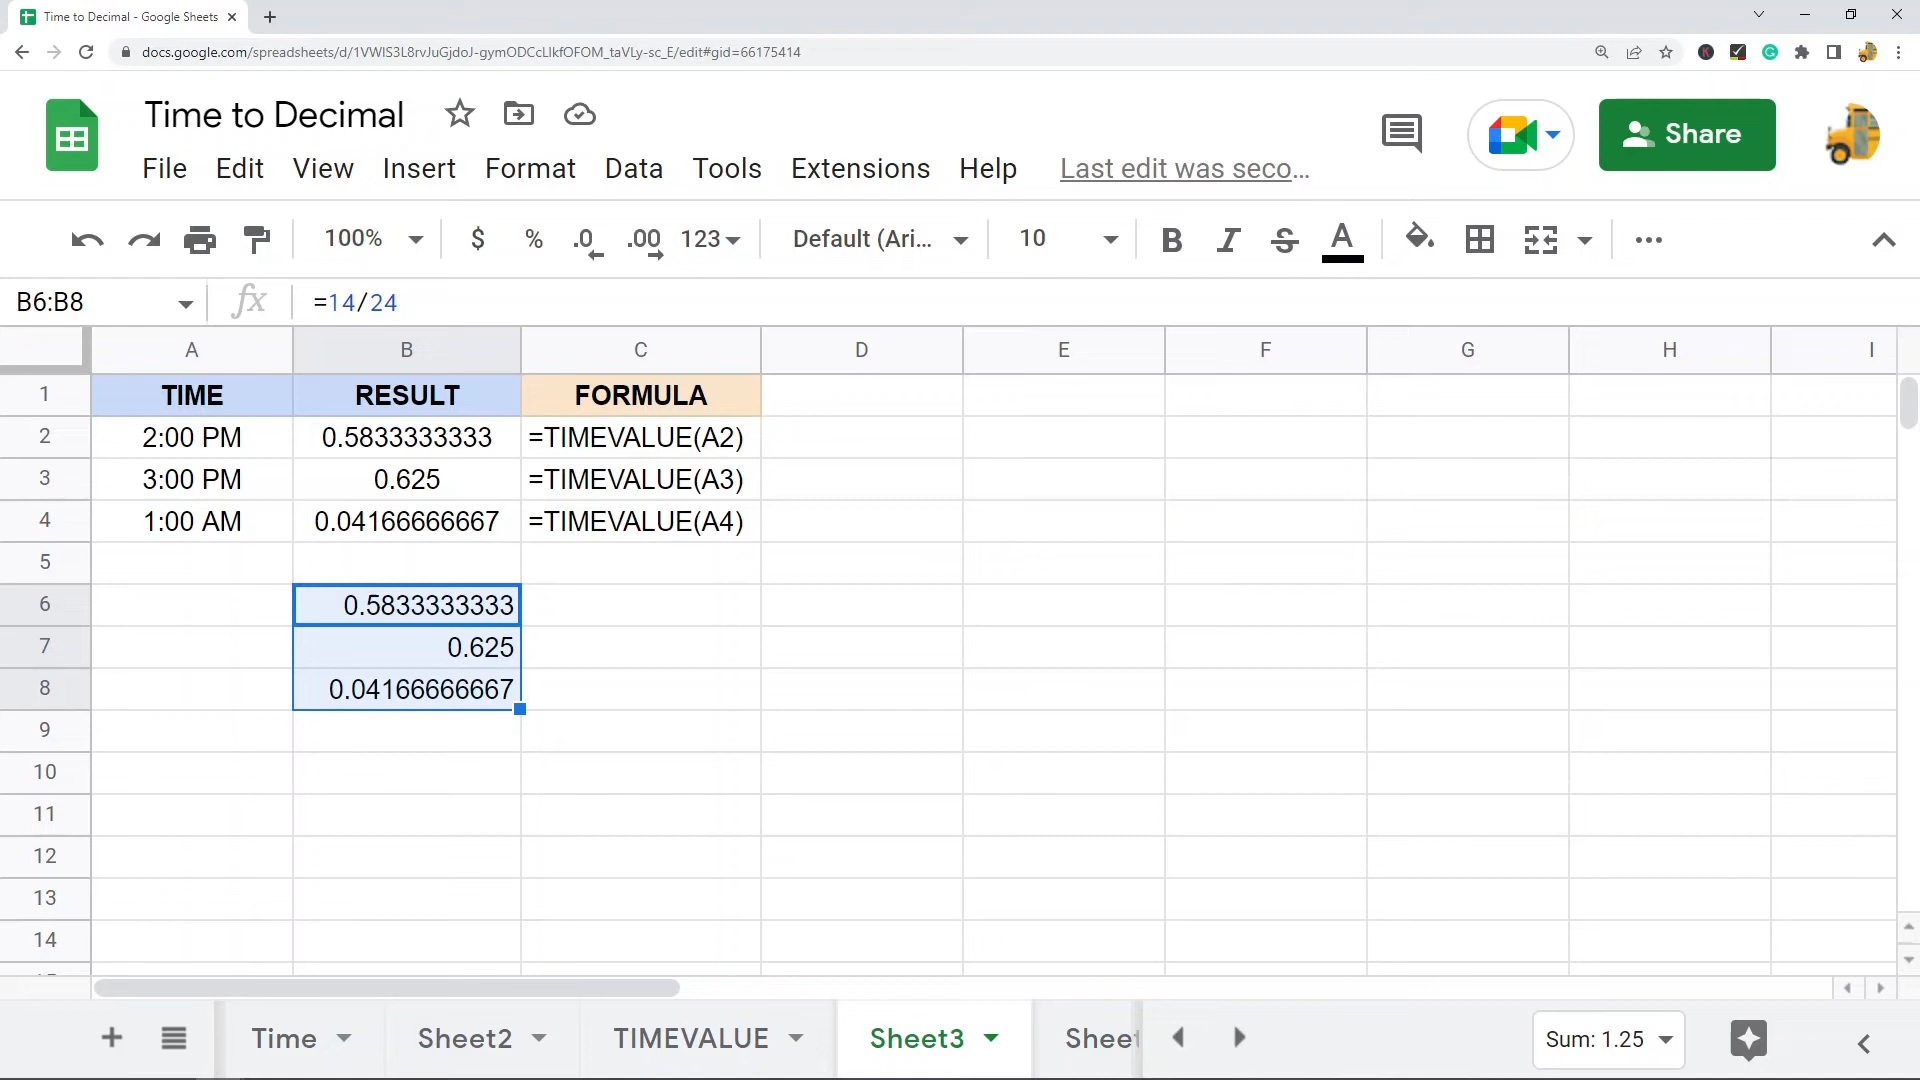 Time to Decimal - Google Sheets
docs.google.com/spreadsheets/d/1VWIS3L8rvJuGjdoJ-gymODCcLIkfOFOM_taVLy-sc_E/edit#gid=66175414
Time to Decimal
Share
File Edit View Insert Format Data Tools Extensions Help Last edit was seco...
100% $ % .0 .00 123 Default (Ari... 10 B I S A
B6:B8 fx =14/24
A B C D E F G H I
1 TIME RESULT FORMULA
2 2:00 PM 0.5833333333 =TIMEVALUE(A2)
3 3:00 PM 0.625 =TIMEVALUE(A3)
4 1:00 AM 0.04166666667 =TIMEVALUE(A4)
5
6 0.5833333333
7 0.625
8 0.04166666667
9
10
11
12
13
14
Time Sheet2 TIMEVALUE Sheet3 Sheet Sum: 1.25